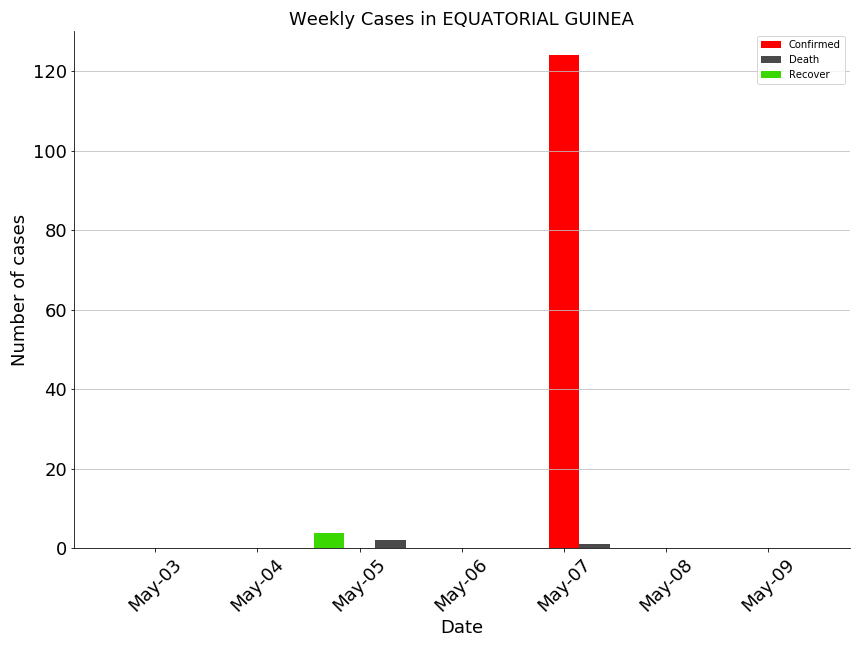 Weekly Cases in EQUATORIAL GUINEA
Confirmed
Death
Recover
Number of cases
120
100
80
60
40
20
0
May-03 May-04 May-05 May-06 May-07 May-08 May-09
Date